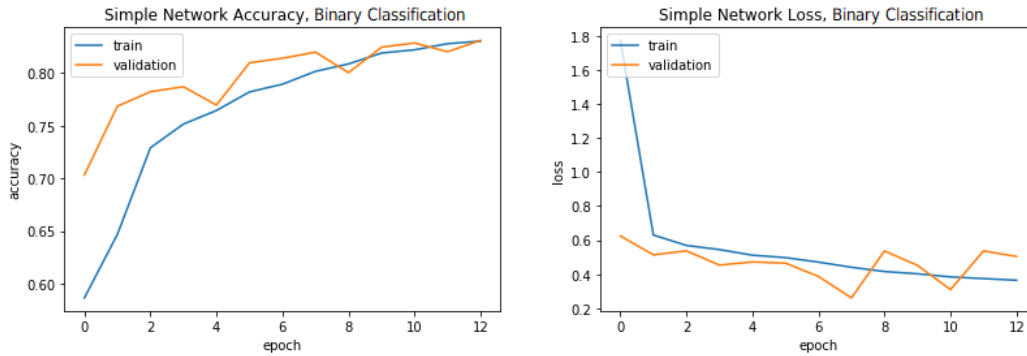 Simple Network Accuracy, Binary Classification
train
validation
0.80
0.75
0.70
0.65
0.60
accuracy
0
2
4
6
8
10
12
epoch
Simple Network Loss, Binary Classification
train
validation
1.8
1.6
1.4
1.2
1.0
0.8
0.6
0.4
0.2
loss
0
2
4
6
8
10
12
epoch